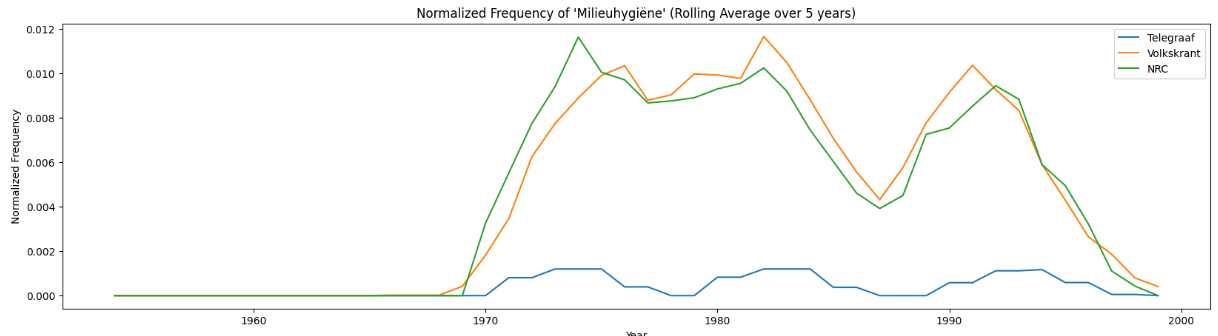 Normalized Frequency of 'Milieuhygiëne' (Rolling Average over 5 years)
Normalized Frequency
0.012
0.010
0.008
0.006
0.004
0.002
0.000
Telegraaf
Volkskrant
NRC
1960 1970 1980 1990 2000
Year